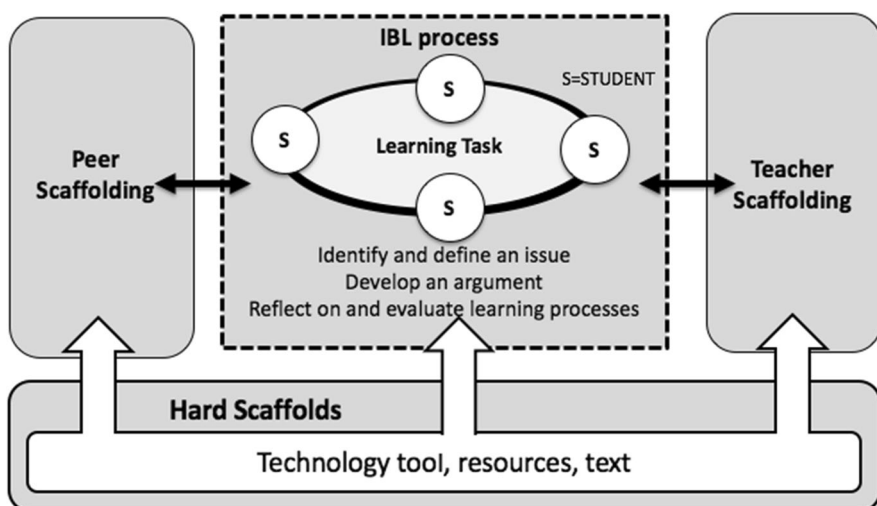 IBL process
S=STUDENT
S
S
S
S
Learning Task
Peer
Scaffolding
Teacher
Scaffolding
Identify and define an issue
Develop an argument
Reflect on and evaluate learning processes
Hard Scaffolds
Technology tool, resources, text